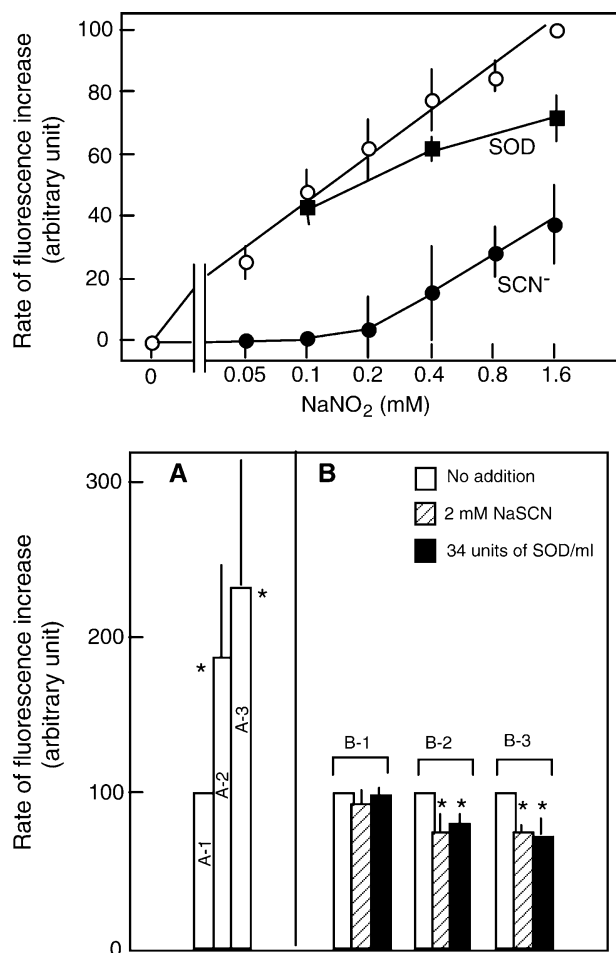 Rate of fluorescence increase
(arbitrary unit)
100
80
60
40
20
0
SOD
SCN-
0
0.05
0.1
0.2
0.4
0.8
1.6
NaNO2 (mM)
Rate of fluorescence increase
(arbitrary unit)
300
200
100
0
A
B
No addition
2 mM NaSCN
34 units of SOD/ml
*
*
A-1
A-2
A-3
B-1
B-2
B-3
* *
* *